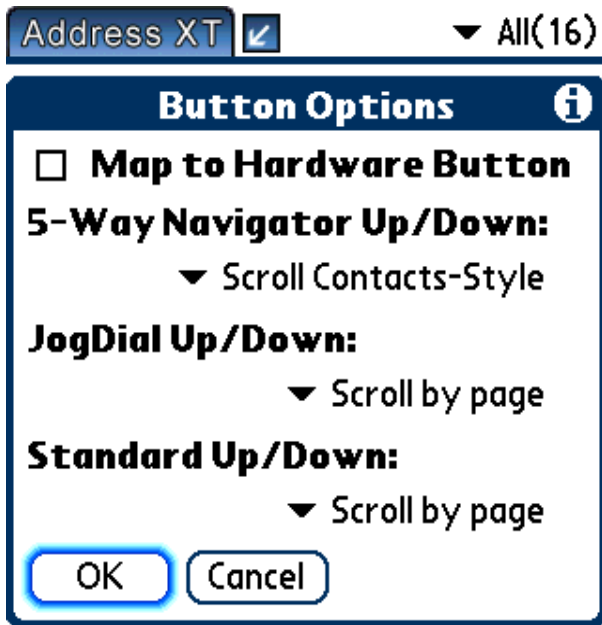 Address XT All(16)
Button Options
Map to Hardware Button
5-Way Navigator Up/Down:
Scroll Contacts-Style
JogDial Up/Down:
Scroll by page
Standard Up/Down:
Scroll by page
OK Cancel